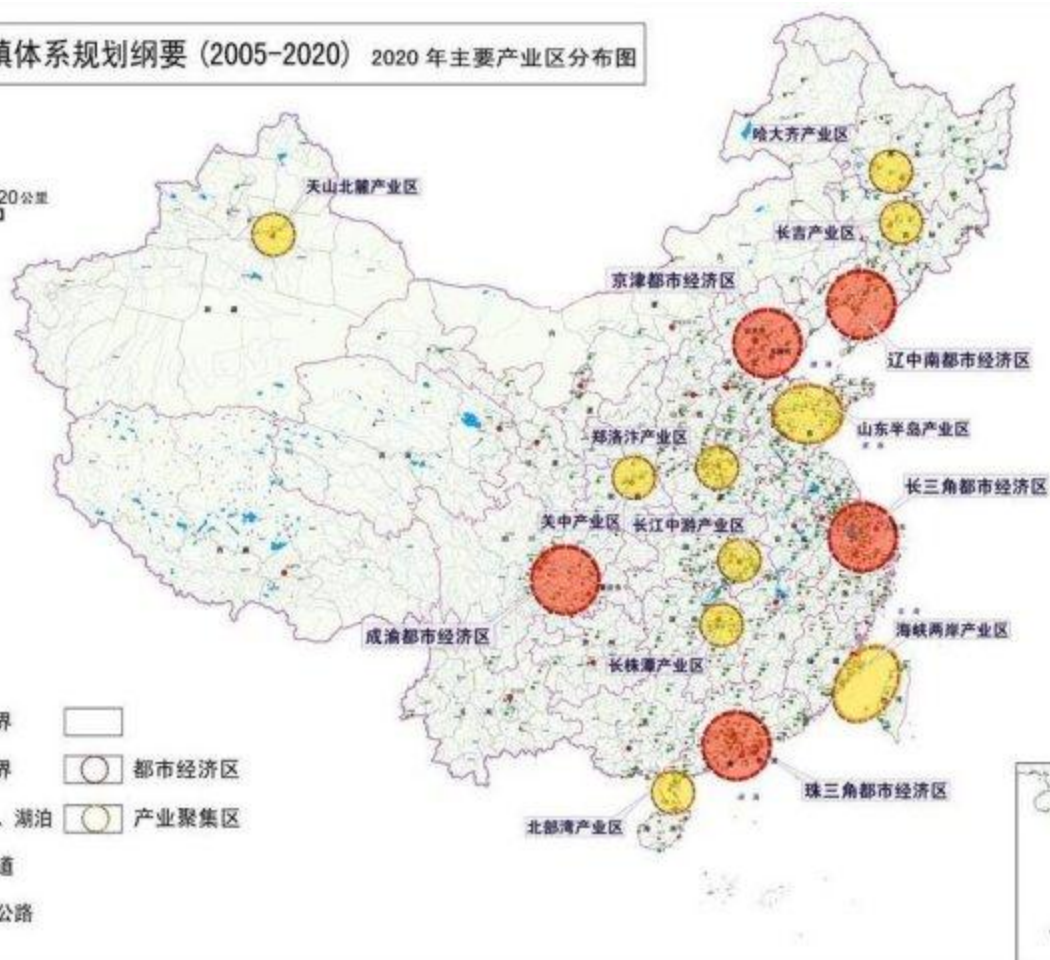 镇体系规划纲要 (2005-2020) 2020 年主要产业区分布图
哈大齐产业区
天山北麓产业区
20公里
长吉产业区
京津都市经济区
辽中南都市经济区
山东半岛产业区
郑洛汴产业区
长三角都市经济区
关中产业区
长江中游产业区
海峡两岸产业区
成渝都市经济区
长株潭产业区
界
界
都市经济区
珠三角都市经济区
、湖泊
产业聚集区
北部湾产业区
道
公路